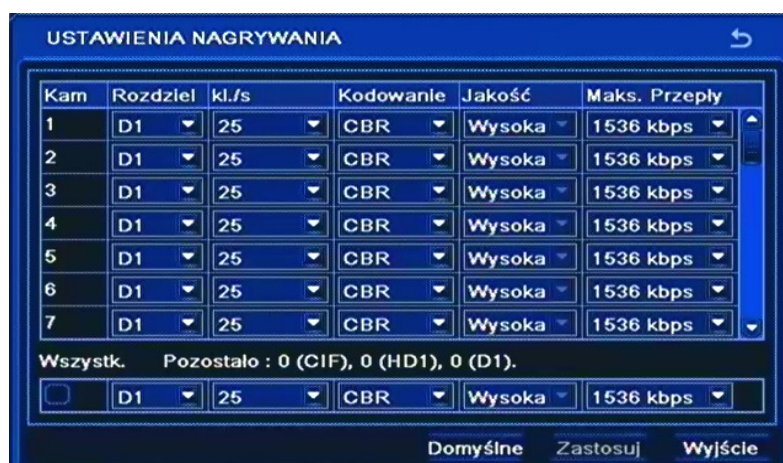 USTAWIENIA NAGRYWANIA
Kam Rozdziel kl./s Kodowanie Jakość Maks. Przepły
1 D1 25 CBR Wysoka 1536 kbps
2 D1 25 CBR Wysoka 1536 kbps
3 D1 25 CBR Wysoka 1536 kbps
4 D1 25 CBR Wysoka 1536 kbps
5 D1 25 CBR Wysoka 1536 kbps
6 D1 25 CBR Wysoka 1536 kbps
7 D1 25 CBR Wysoka 1536 kbps
Wszystk. Pozostało : 0 (CIF), 0 (HD1), 0 (D1).
D1 25 CBR Wysoka 1536 kbps
Domyślne Zastosuj Wyjście